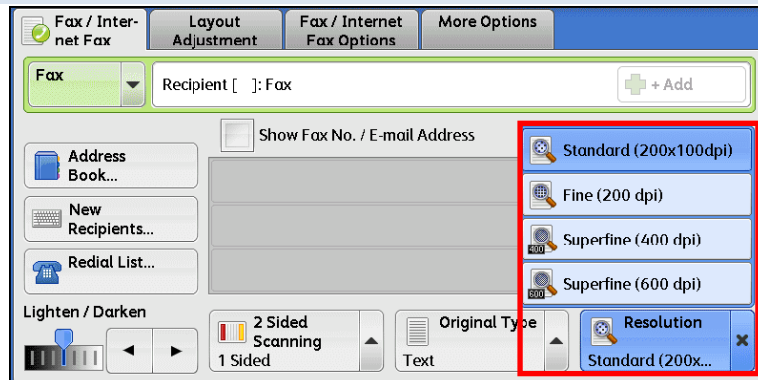 Fax / Inter-
net Fax
Layout
Adjustment
Fax / Internet
Fax Options
More Options
Fax
Recipient [ ]: Fax
+ Add
Show Fax No. / E-mail Address
Address
Book...
New
Recipients...
Redial List...
Standard (200x100dpi)
Fine (200 dpi)
400
Superfine (400 dpi)
600
Superfine (600 dpi)
Lighten / Darken
2 Sided
Scanning
1 Sided
Original Type
Text
Resolution
Standard (200x...